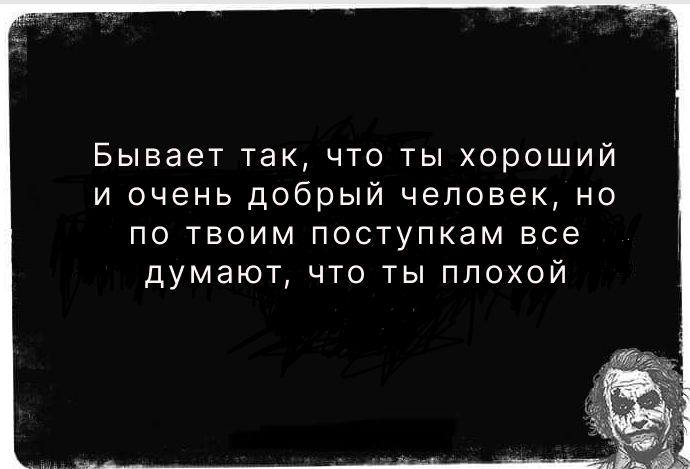 Бывает так, что ты хороший
и очень добрый человек, но
по твоим поступкам все
думают, что ты плохой